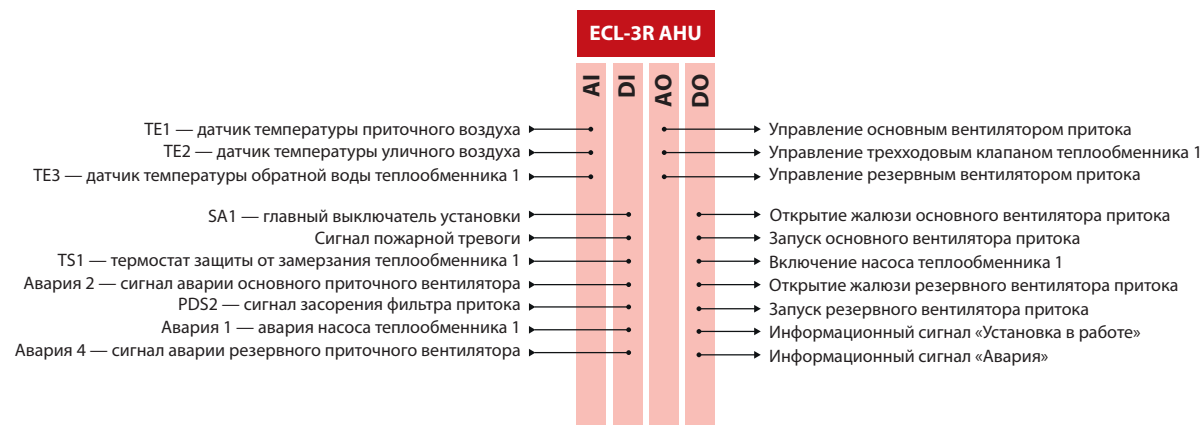 ECL-3R AHU
AI
DI
AO
DO
TE1 — датчик температуры приточного воздуха
TE2 — датчик температуры уличного воздуха
TE3 — датчик температуры обратной воды теплообменника 1
SA1 — главный выключатель установки
Сигнал пожарной тревоги
TS1 — термостат защиты от замерзания теплообменника 1
Авария 2 — сигнал аварии основного приточного вентилятора
PDS2 — сигнал засорения фильтра притока
Авария 1 — авария насоса теплообменника 1
Авария 4 — сигнал аварии резервного приточного вентилятора
Управление основным вентилятором притока
Управление трехходовым клапаном теплообменника 1
Управление резервным вентилятором притока
Открытие жалюзи основного вентилятора притока
Запуск основного вентилятора притока
Включение насоса теплообменника 1
Открытие жалюзи резервного вентилятора притока
Запуск резервного вентилятора притока
Информационный сигнал «Установка в работе»
Информационный сигнал «Авария»